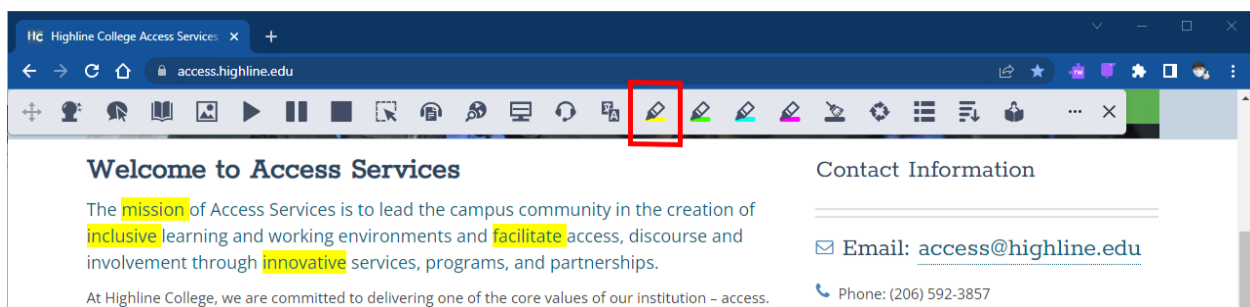 Hc Highline College Access Services
access.highline.edu
Welcome to Access Services
The mission of Access Services is to lead the campus community in the creation of
inclusive learning and working environments and facilitate access, discourse and
involvement through innovative services, programs, and partnerships.
At Highline College, we are committed to delivering one of the core values of our institution – access.
Contact Information
Email: access@highline.edu
Phone: (206) 592-3857